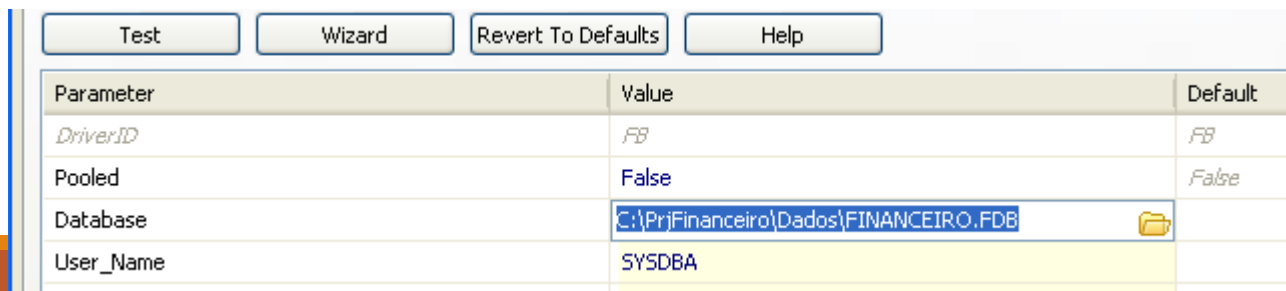 Test Wizard Revert To Defaults Help
Parameter Value Default
DriverID FB FB
Pooled False False
Database C:\PrjFinanceiro\Dados\FINANCEIRO.FDB
User_Name SYSDBA